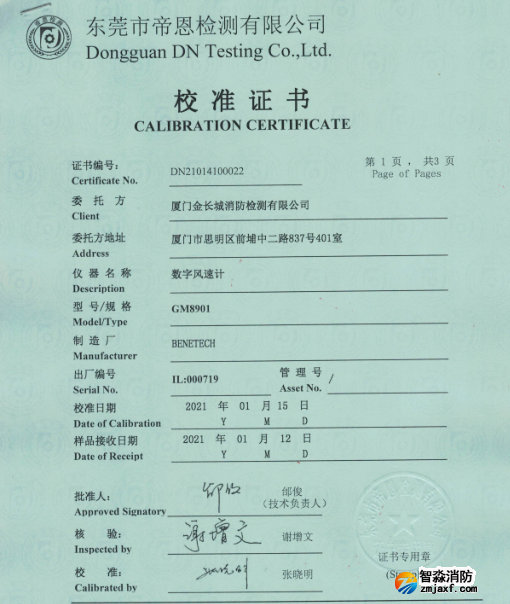 东莞市帝恩检测有限公司
Dongguan DN Testing Co.,Ltd.
校准证书
CALIBRATION CERTIFICATE
证书编号： DN21014100022 第 1 页 ， 共3 页
Certificate No. Page of Pages
委托方 厦门金长城消防检测有限公司
Client
委托方地址 厦门市思明区前埔中二路837号401室
Address
仪器名称 数字风速计
Description
型号/规格 GM8901
Model/Type
制造厂 BENETECH
Manufacturer
出厂编号 IL:000719 管理号 /
Serial No. Asset No.
校准日期 2021 年 01 月 15 日
Date of Calibration Y M D
样品接收日期 2021 年 01 月 12 日
Date of Receipt Y M D
批准人： 邰俊
Approved Signatory (技术负责人)
核验： 谢增文 谢增文
Inspected by
证书专用章
校准： 张晓明
Calibrated by
智淼消防
www.zmjaxf.com